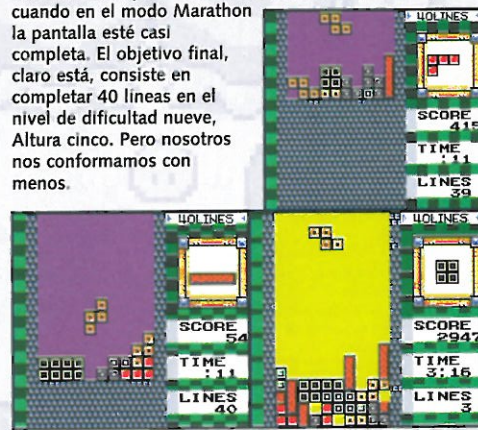 cuando en el modo Marathon
la pantalla esté casi
completa. El objetivo final,
claro está, consiste en
completar 40 líneas en el
nivel de dificultad nueve,
Altura cinco. Pero nosotros
nos conformamos con
menos.
40LINES
SCORE
415
TIME
:11
LINES
39
40LINES
SCORE
54
TIME
:11
LINES
40
40LINES
SCORE
2947
TIME
3:16
LINES
3